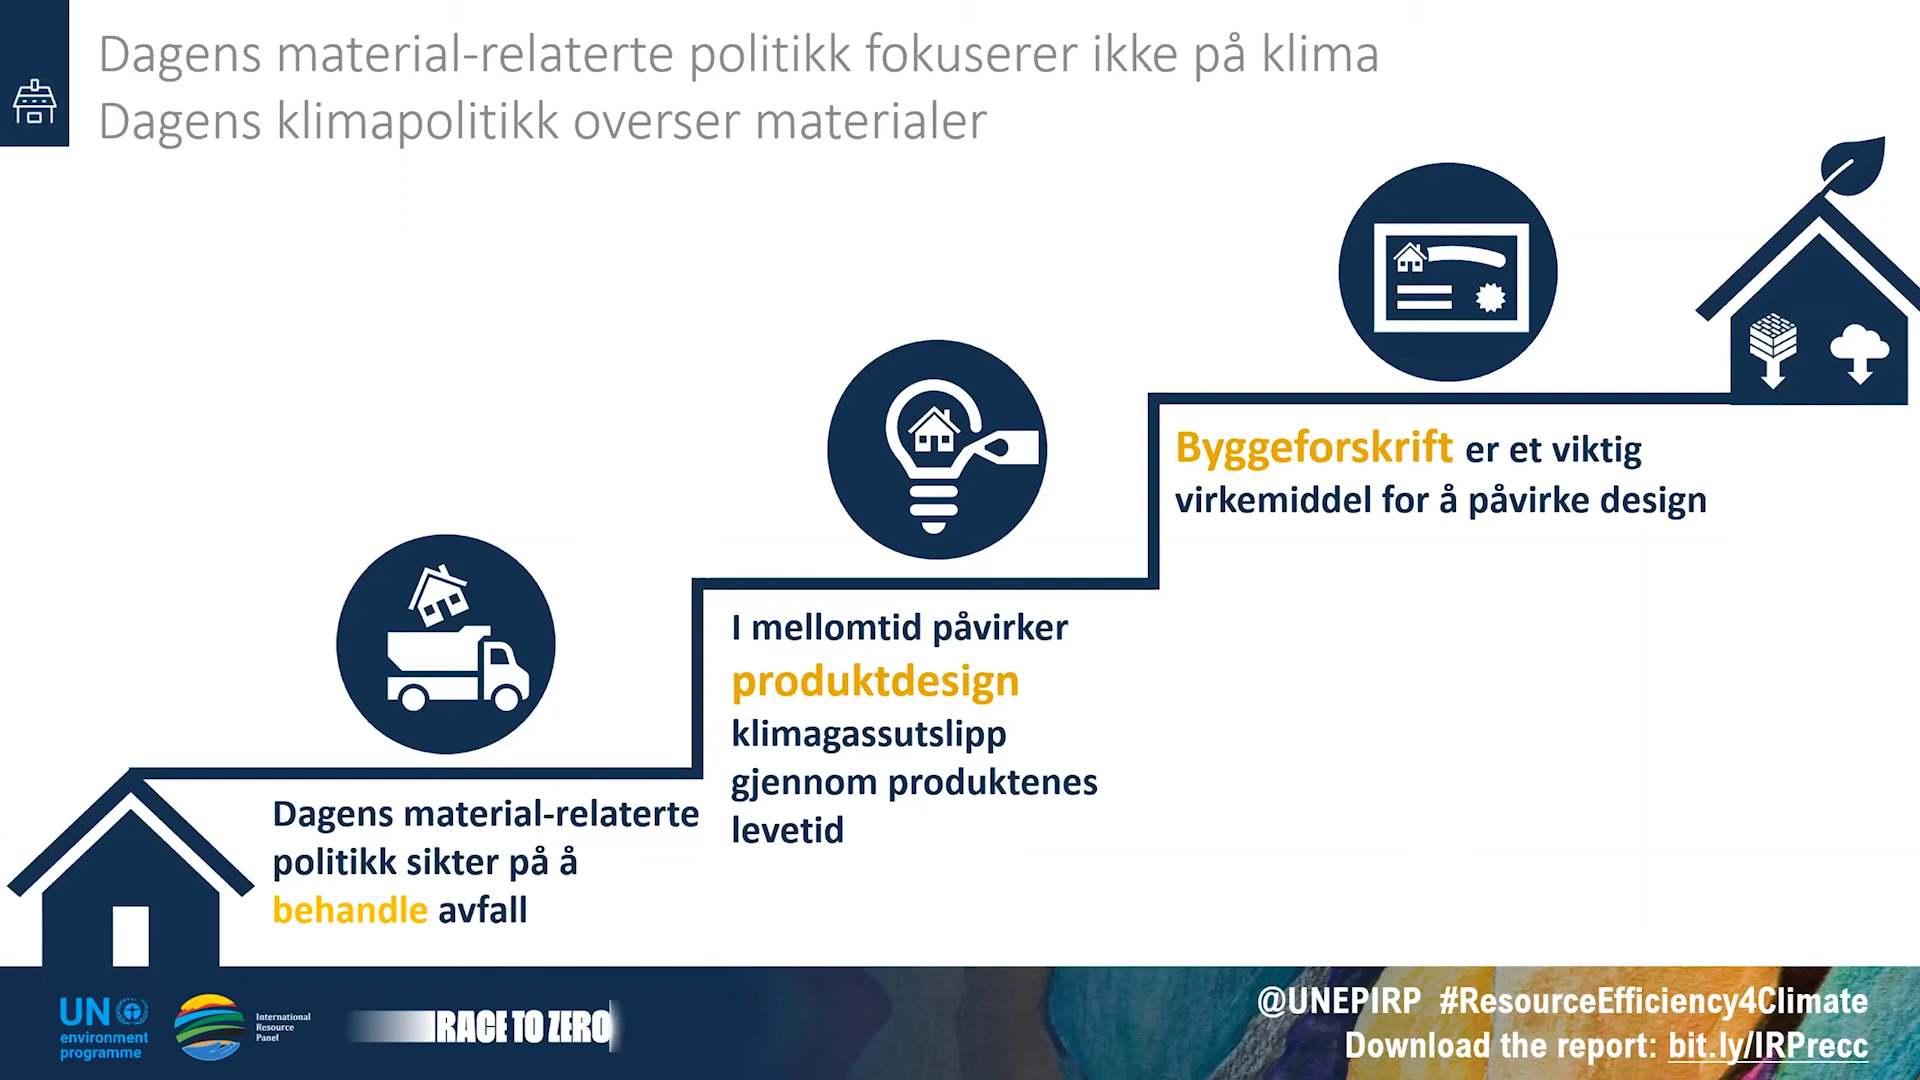 Dagens material-relaterte politikk fokuserer ikke på klima
Dagens klimapolitikk overser materialer
Byggeforskrift er et viktig
virkemiddel for å påvirke design
I mellomtid påvirker
produktdesign
klimagassutslipp
gjennom produktenes
levetid
Dagens material-relaterte
politikk sikter på å
behandle avfall
UN
environment
programme
International
Resource
Panel
RACE TO ZERO
@UNEPIRP #ResourceEfficiency4Climate
Download the report: bit.ly/IRPrecc